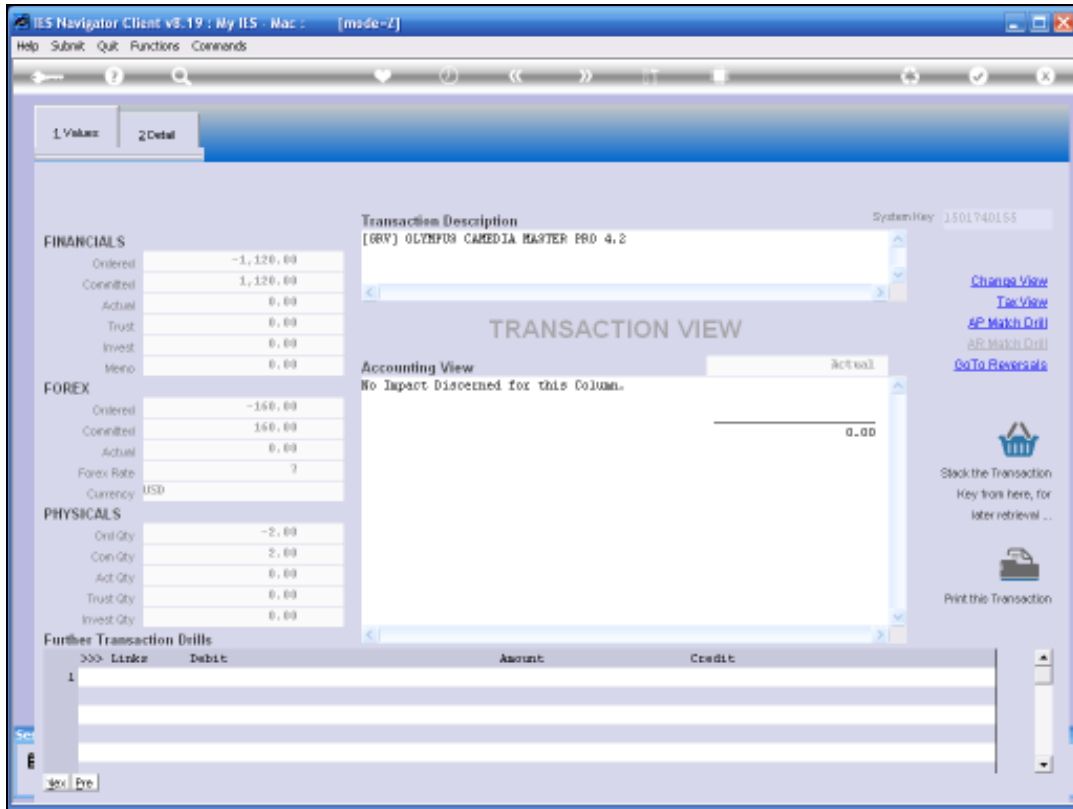 IES Navigator Client v8.19 : My IES - Mac : [mode=Z]
Help Submit Quit Functions Commands
1 Values 2 Detail
Transaction Description System Key 1501740155
[GRV] OLYMPUS CAMEDIA MASTER PRO 4.2
FINANCIALS
Ordered -1,120.00
Committed 1,120.00
Actual 0.00
Trust 0.00
Invest 0.00
Memo 0.00
Change View
Tax View
AP Match Drill
AR Match Drill
GoTo Reversals
TRANSACTION VIEW
Accounting View Actual
No Impact Discerned for this Column.
0.00
FOREX
Ordered -160.00
Committed 160.00
Actual 0.00
Forex Rate 7
Currency USD
PHYSICALS
Ord Qty -2.00
Com Qty 2.00
Act Qty 0.00
Trust Qty 0.00
Invest Qty 0.00
Stack the Transaction
Key from here, for
later retrieval ...
Print this Transaction
Further Transaction Drills
>>> Links Debit Amount Credit
1
Pre